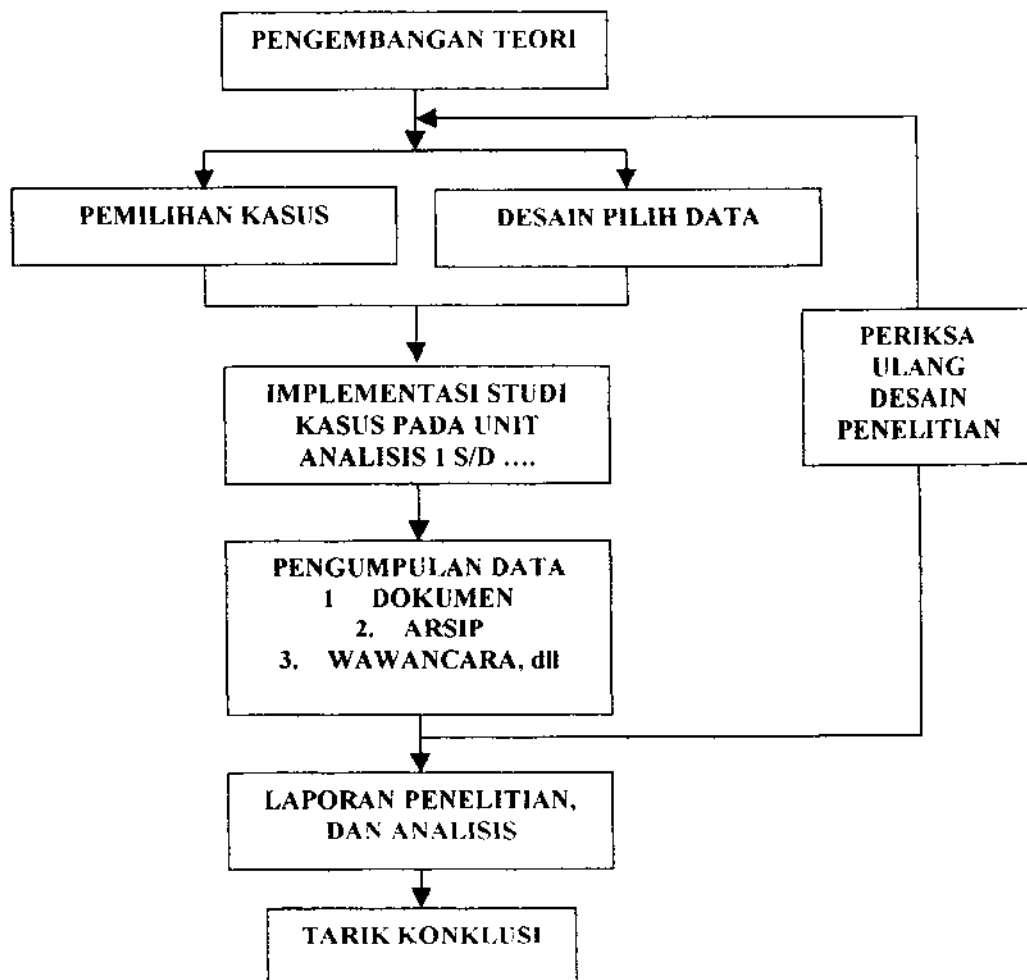 PENGEMBANGAN TEORI
PEMILIHAN KASUS
DESAIN PILIH DATA
PERIKSA
ULANG
DESAIN
PENELITIAN
IMPLEMENTASI STUDI
KASUS PADA UNIT
ANALISIS 1 S/D ....
PENGUMPULAN DATA
1 DOKUMEN
2. ARSIP
3. WAWANCARA, dll
LAPORAN PENELITIAN,
DAN ANALISIS
TARIK KONKLUSI